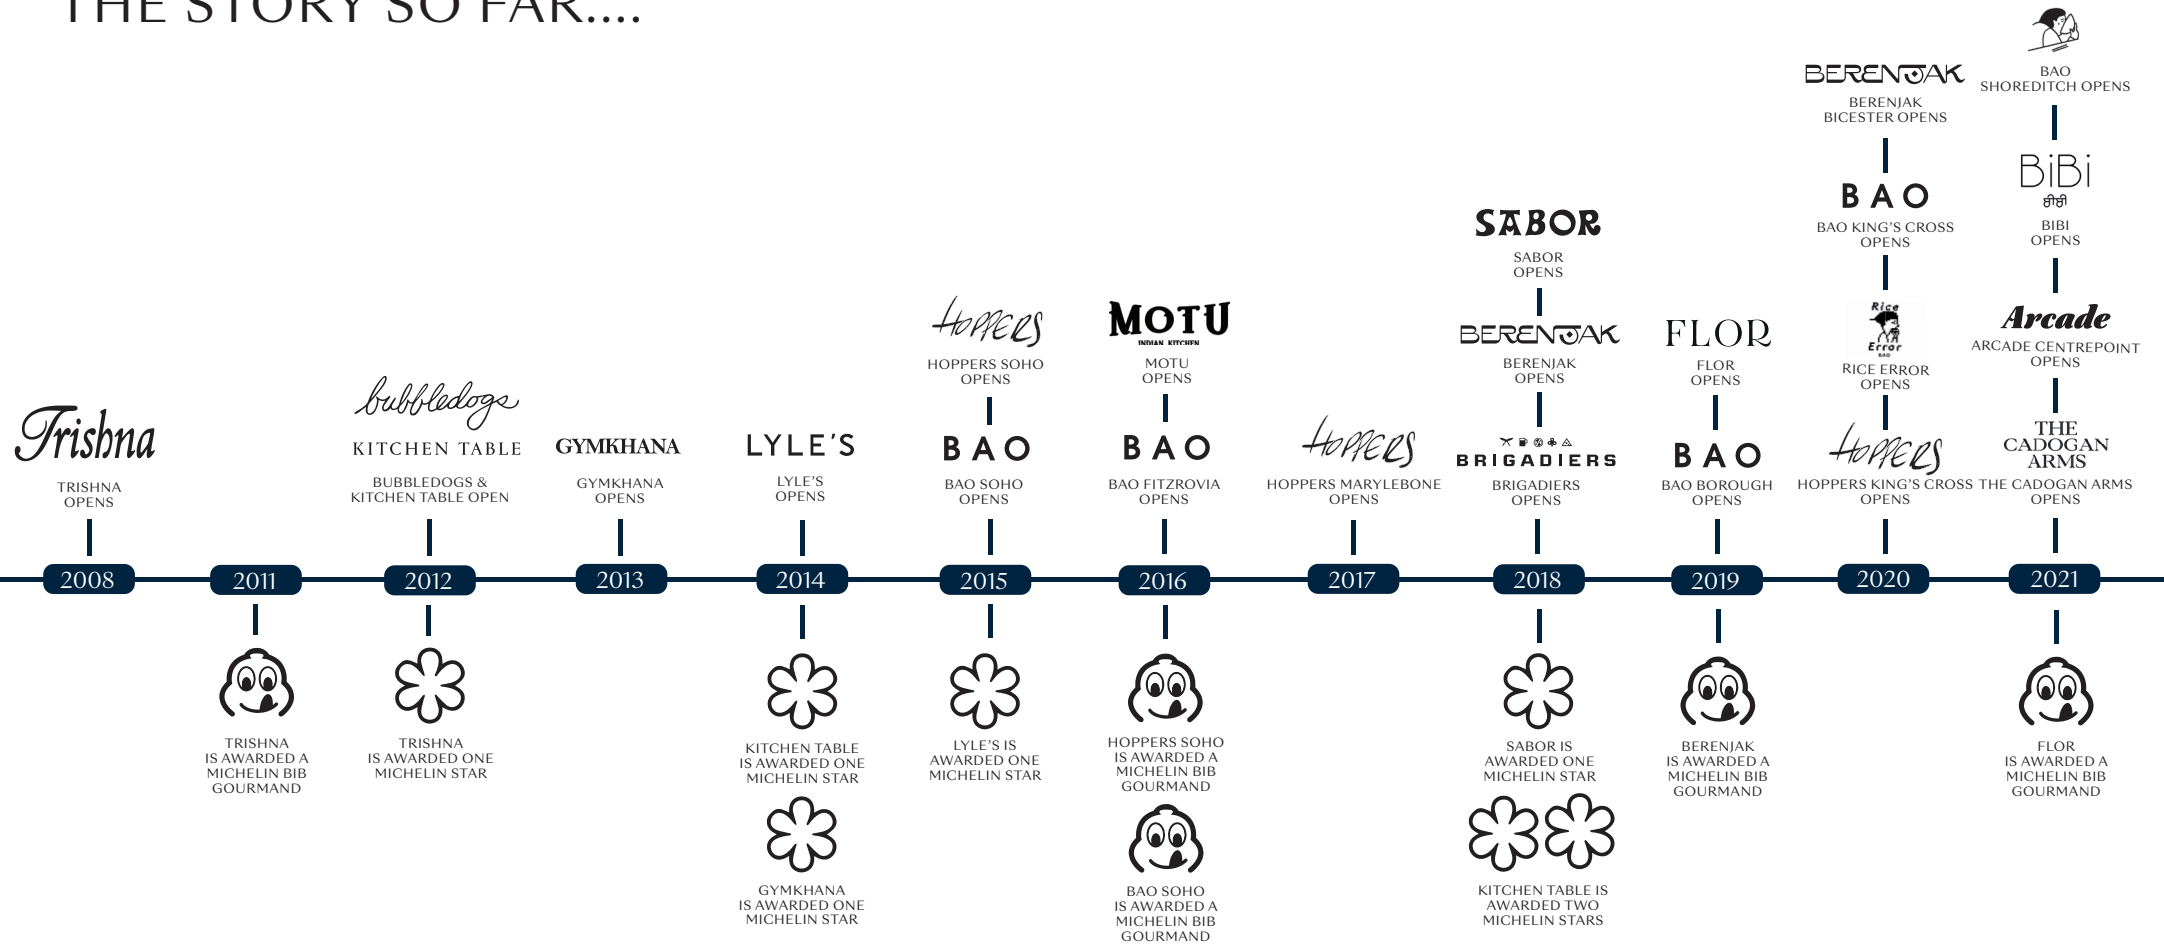 THE STORY SO FAR....
Trishna
TRISHNA
OPENS
2008
2011
TRISHNA
IS AWARDED A
MICHELIN BIB
GOURMAND
bubbledogs
KITCHEN TABLE
BUBBLEDOGS &
KITCHEN TABLE OPEN
2012
TRISHNA
IS AWARDED ONE
MICHELIN STAR
GYMKHANA
GYMKHANA
OPENS
2013
LYLE'S
LYLE'S
OPENS
2014
KITCHEN TABLE
IS AWARDED ONE
MICHELIN STAR
GYMKHANA
IS AWARDED ONE
MICHELIN STAR
HOPPERS
HOPPERS SOHO
OPENS
BAO
BAO SOHO
OPENS
2015
LYLE'S IS
AWARDED ONE
MICHELIN STAR
MOTU
INDIAN KITCHEN
MOTU
OPENS
BAO
BAO FITZROVIA
OPENS
2016
HOPPERS SOHO
IS AWARDED A
MICHELIN BIB
GOURMAND
BAO SOHO
IS AWARDED A
MICHELIN BIB
GOURMAND
HOPPERS
HOPPERS MARYLEBONE
OPENS
2017
SABOR
SABOR
OPENS
BERENJAK
BERENJAK
OPENS
BRIGADIERS
BRIGADIERS
OPENS
2018
SABOR IS
AWARDED ONE
MICHELIN STAR
KITCHEN TABLE IS
AWARDED TWO
MICHELIN STARS
FLOR
FLOR
OPENS
BAO
BAO BOROUGH
OPENS
2019
BERENJAK
IS AWARDED A
MICHELIN BIB
GOURMAND
BERENJAK
BERENJAK
BICESTER OPENS
BAO
BAO KING'S CROSS
OPENS
Rice
Error
BAO
RICE ERROR
OPENS
HOPPERS
HOPPERS KING'S CROSS
OPENS
2020
BAO
SHOREDITCH OPENS
BiBi
ਬੀਬੀ
BIBI
OPENS
Arcade
ARCADE CENTREPOINT
OPENS
THE
CADOGAN
ARMS
THE CADOGAN ARMS
OPENS
2021
FLOR
IS AWARDED A
MICHELIN BIB
GOURMAND